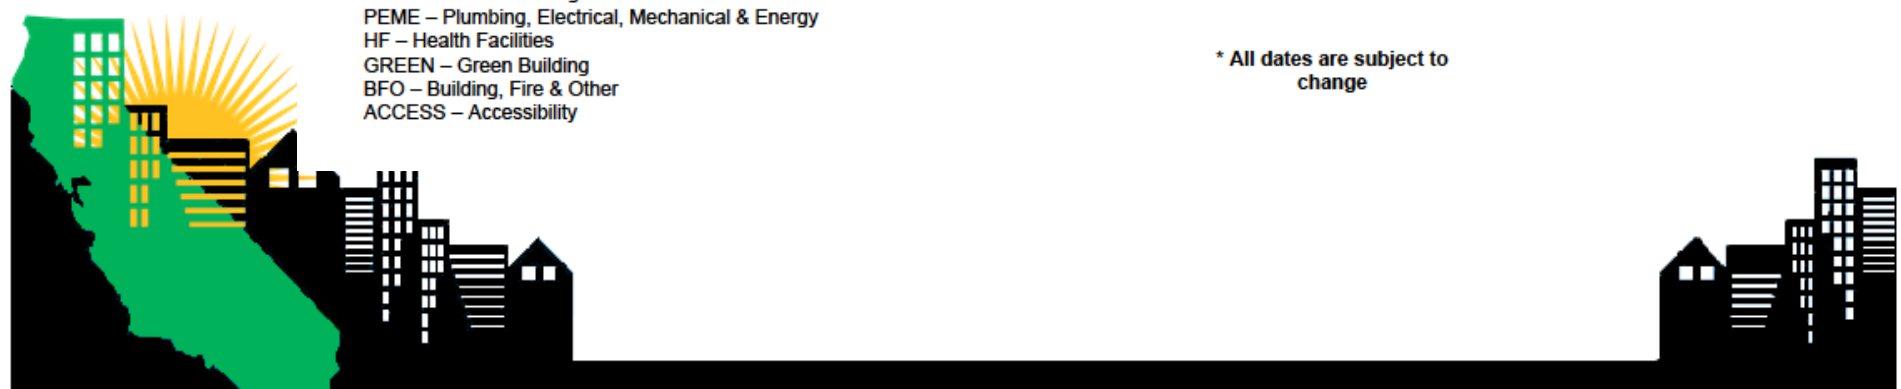 PEME – Plumbing, Electrical, Mechanical & Energy
HF – Health Facilities
GREEN – Green Building
BFO – Building, Fire & Other
ACCESS – Accessibility
* All dates are subject to
change